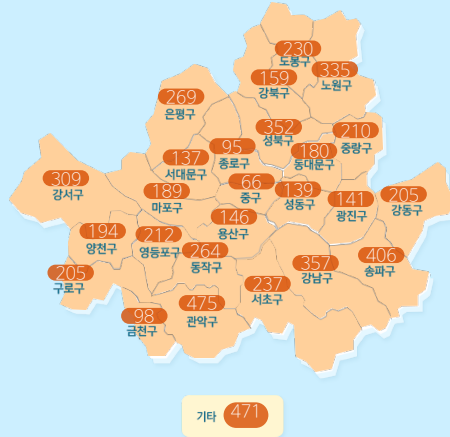 230
도봉구
335
노원구
159
강북구
269
은평구
352
성북구
210
중랑구
95
종로구
180
동대문구
137
서대문구
309
강서구
189
마포구
66
중구
139
성동구
141
광진구
205
강동구
146
용산구
194
양천구
212
영등포구
264
동작구
406
송파구
357
강남구
205
구로구
237
서초구
475
관악구
98
금천구
기타 471